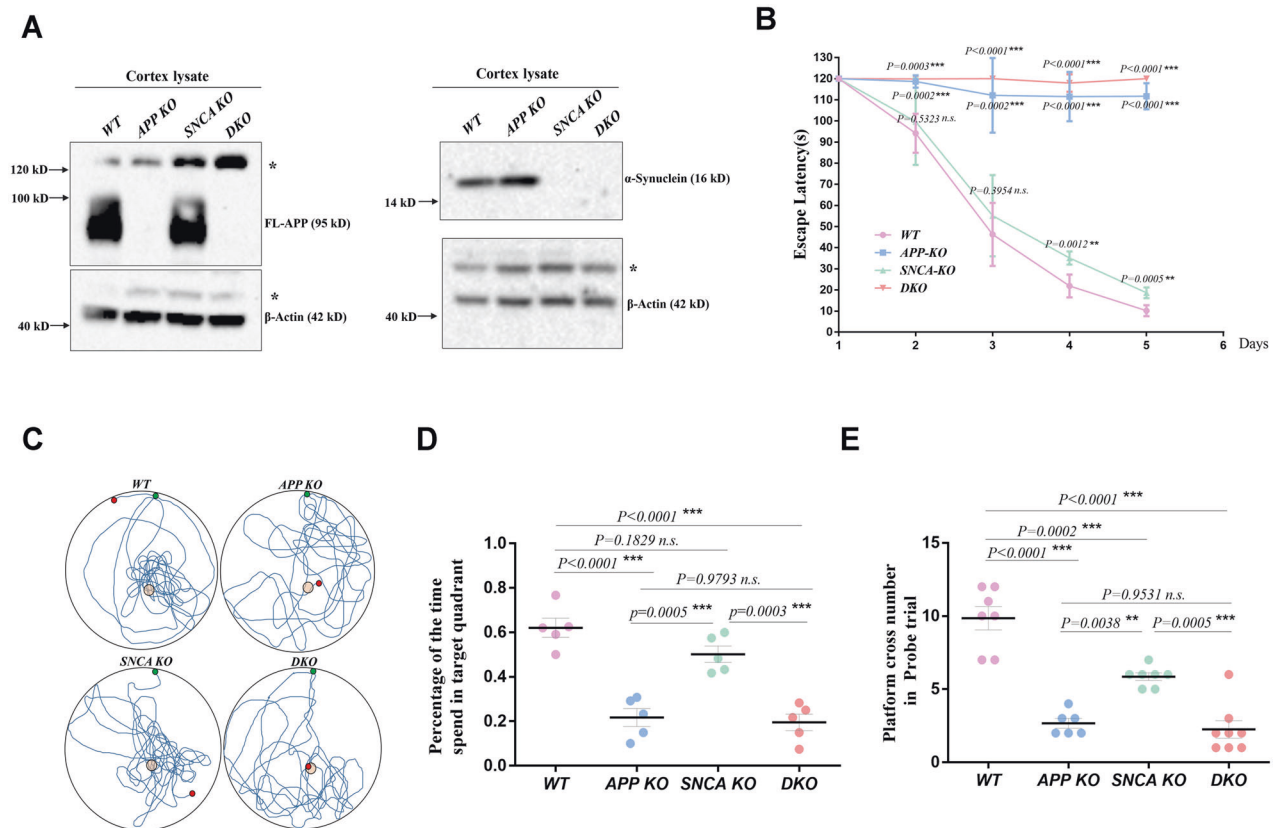 A
Cortex lysate
WT
APP KO
SNCA KO
DKO
120 kD
*
100 kD
FL-APP (95 kD)
*
β-Actin (42 kD)
40 kD
Cortex lysate
WT
APP KO
SNCA KO
DKO
α-Synuclein (16 kD)
14 kD
*
β-Actin (42 kD)
40 kD
B
Escape Latency(s)
130
120
110
100
90
80
70
60
50
40
30
20
10
0
P=0.0003 ***
P<0.0001 ***
P<0.0001 ***
P<0.0001 ***
P=0.0002 ***
P=0.0002 ***
P<0.0001 ***
P<0.0001 ***
P=0.5323 n.s.
P=0.3954 n.s.
P=0.0012 **
P=0.0005 **
WT
APP-KO
SNCA-KO
DKO
1 2 3 4 5 6 Days
C
WT
APP KO
SNCA KO
DKO
D
P<0.0001 ***
P=0.1829 n.s.
P<0.0001 ***
P=0.9793 n.s.
p=0.0005 ***
p=0.0003 ***
Percentage of the time
spend in target quadrant
1.0
0.8
0.6
0.4
0.2
0.0
WT APP KO SNCA KO DKO
E
P<0.0001 ***
P=0.0002 ***
P<0.0001 ***
P=0.9531 n.s.
P=0.0038 **
P=0.0005 ***
Platform cross number
in Probe trial
15
10
5
0
WT APP KO SNCA KO DKO